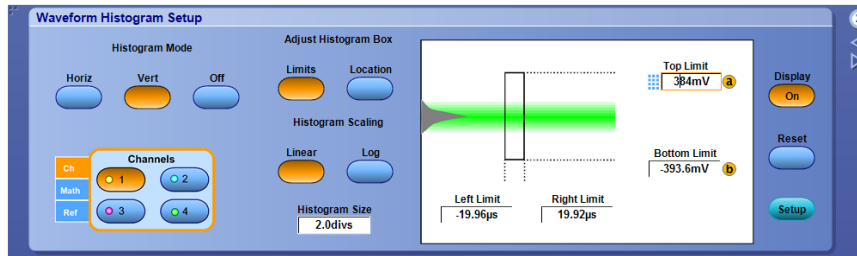 Waveform Histogram Setup
Histogram Mode
Horiz Vert Off
Ch
Math
Ref
Channels
1 2
3 4
Adjust Histogram Box
Limits Location
Histogram Scaling
Linear Log
Histogram Size
2.0divs
Top Limit
384mV a
Bottom Limit
-393.6mV b
Left Limit Right Limit
-19.96µs 19.92µs
Display
On
Reset
Setup